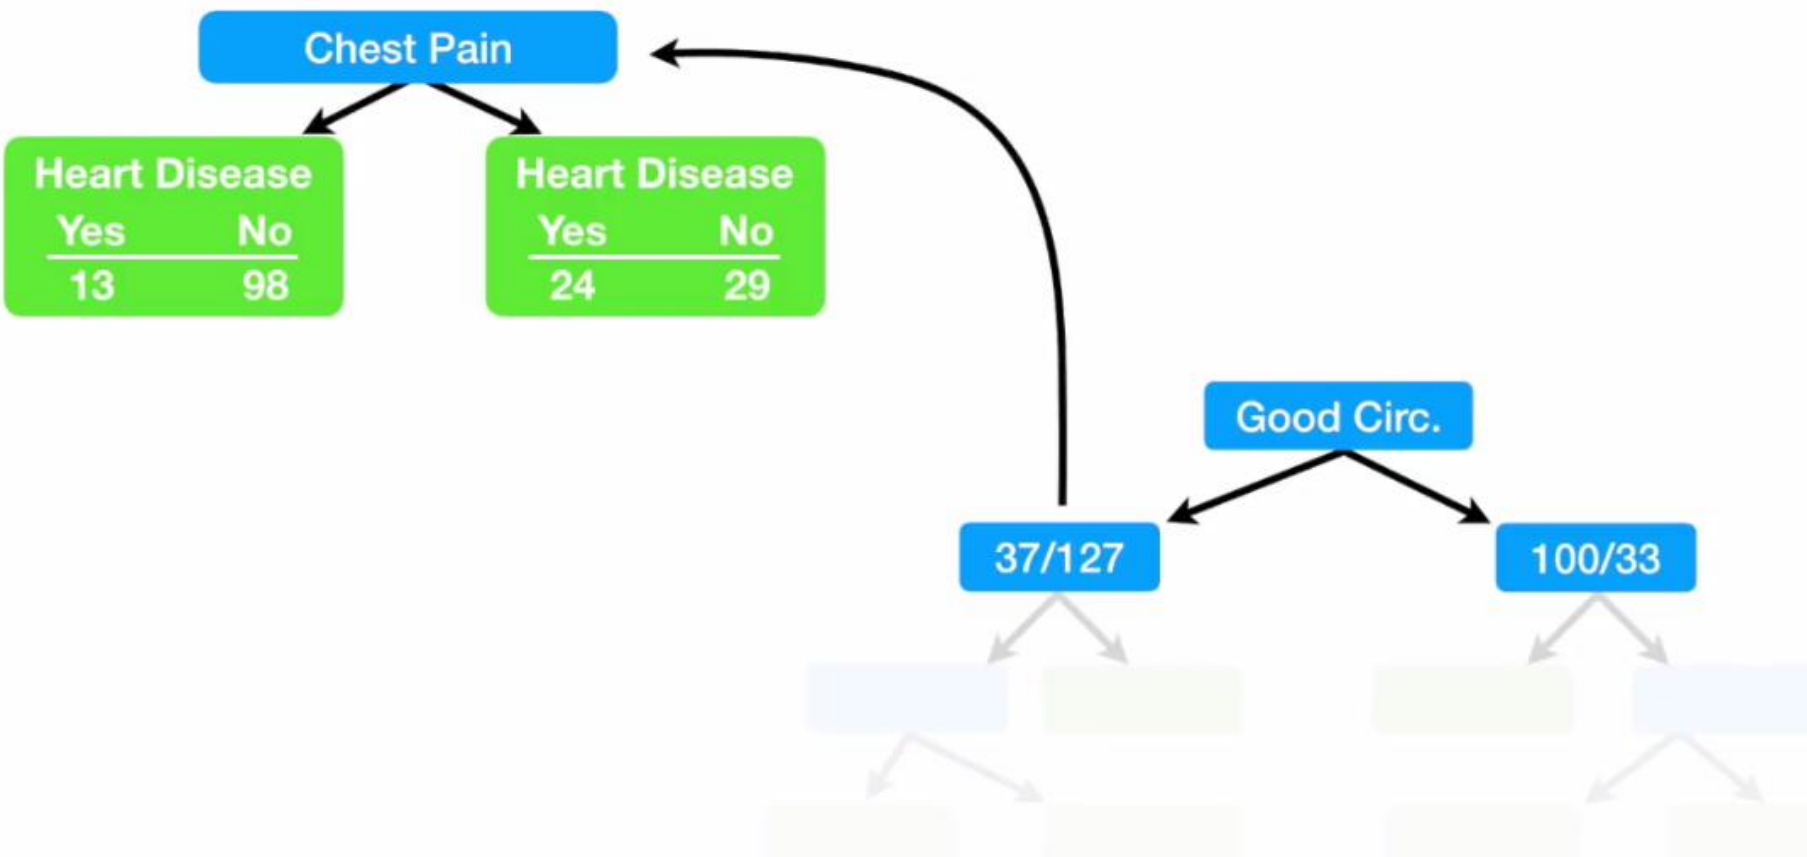 Chest Pain
Heart Disease
Yes No
13 98
Heart Disease
Yes No
24 29
Good Circ.
37/127
100/33